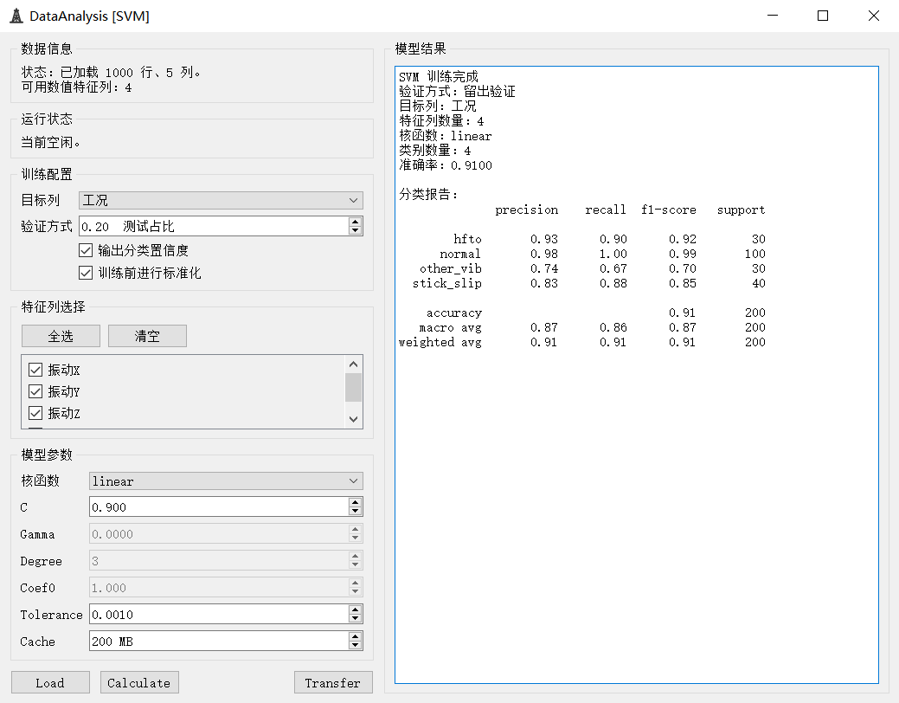 DataAnalysis [SVM]
数据信息
状态：已加载 1000 行、5 列。
可用数值特征列：4
运行状态
当前空闲。
训练配置
目标列 工况
验证方式 0.20 测试占比
输出分类置信度
训练前进行标准化
特征列选择
全选 清空
振动X
振动Y
振动Z
模型参数
核函数 linear
C 0.900
Gamma 0.0000
Degree 3
Coef0 1.000
Tolerance 0.0010
Cache 200 MB
Load Calculate Transfer
模型结果
SVM 训练完成
验证方式：留出验证
目标列：工况
特征列数量：4
核函数：linear
类别数量：4
准确率：0.9100
分类报告：
precision recall f1-score support
hfto 0.93 0.90 0.92 30
normal 0.98 1.00 0.99 100
other_vib 0.74 0.67 0.70 30
stick_slip 0.83 0.88 0.85 40
accuracy 0.91 200
macro avg 0.87 0.86 0.87 200
weighted avg 0.91 0.91 0.91 200